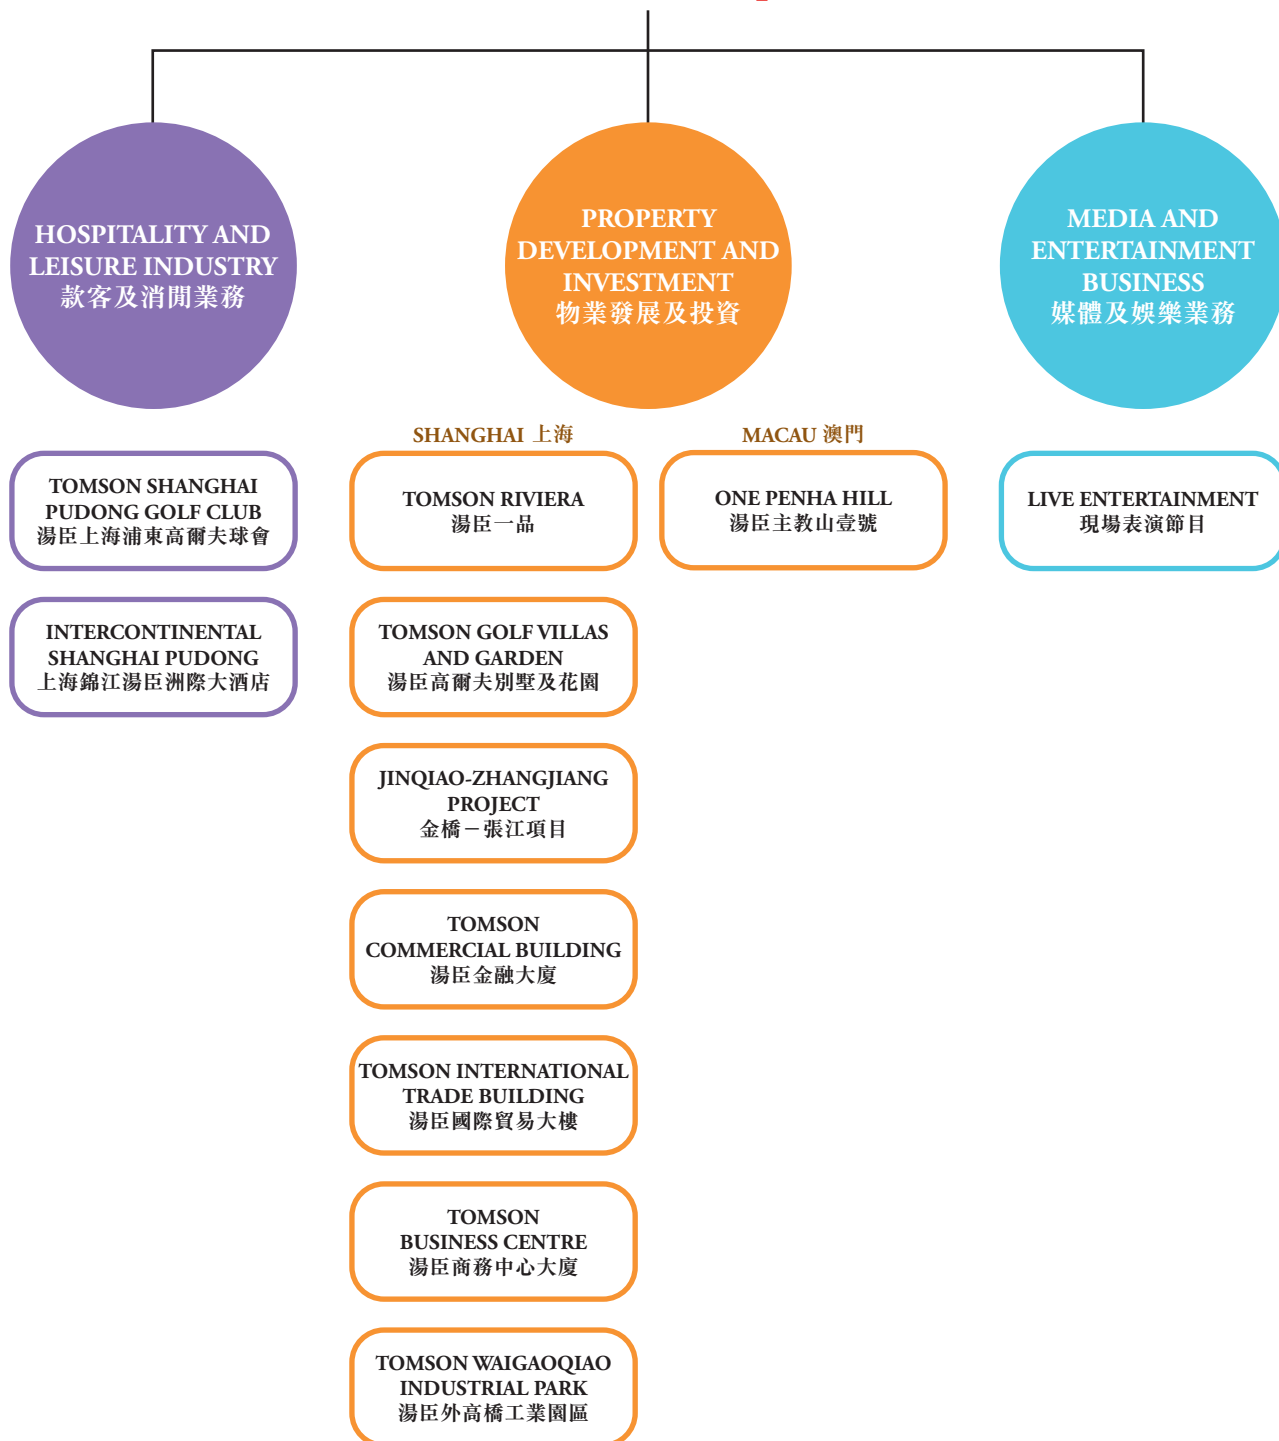 HOSPITALITY AND
LEISURE INDUSTRY
款客及消閒業務
PROPERTY
DEVELOPMENT AND
INVESTMENT
物業發展及投資
MEDIA AND
ENTERTAINMENT
BUSINESS
媒體及娛樂業務
TOMSON SHANGHAI
PUDONG GOLF CLUB
湯臣上海浦東高爾夫球會
INTERCONTINENTAL
SHANGHAI PUDONG
上海錦江湯臣洲際大酒店
SHANGHAI 上海
TOMSON RIVIERA
湯臣一品
TOMSON GOLF VILLAS
AND GARDEN
湯臣高爾夫別墅及花園
JINQIAO-ZHANGJIANG
PROJECT
金橋－張江項目
TOMSON
COMMERCIAL BUILDING
湯臣金融大廈
TOMSON INTERNATIONAL
TRADE BUILDING
湯臣國際貿易大樓
TOMSON
BUSINESS CENTRE
湯臣商務中心大廈
TOMSON WAIGAOQIAO
INDUSTRIAL PARK
湯臣外高橋工業園區
MACAU 澳門
ONE PENHA HILL
湯臣主教山壹號
LIVE ENTERTAINMENT
現場表演節目